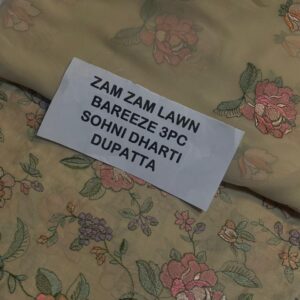 ZAM ZAM LAWN
BAREEZE 3PC
SOHNI DHARTI
DUPATTA